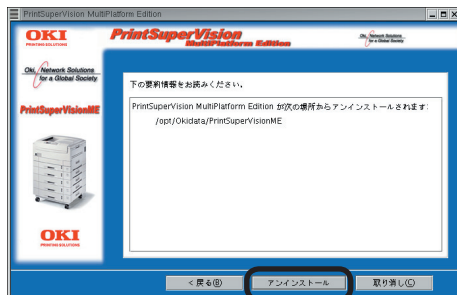 PrintSuperVision MultiPlatform Edition
OKI
PRINTING SOLUTIONS
PrintSuperVision
MultiPlatform Edition
Oki, Network Solutions
for a Global Society
Oki, Network Solutions
for a Global Society
PrintSuperVisionME
OKI
PRINTING SOLUTIONS
下の要約情報をお読みください。
PrintSuperVision MultiPlatform Edition が次の場所からアンインストールされます:
/opt/Okidata/PrintSuperVisionME
< 戻る(B)
アンインストール
取り消し(C)